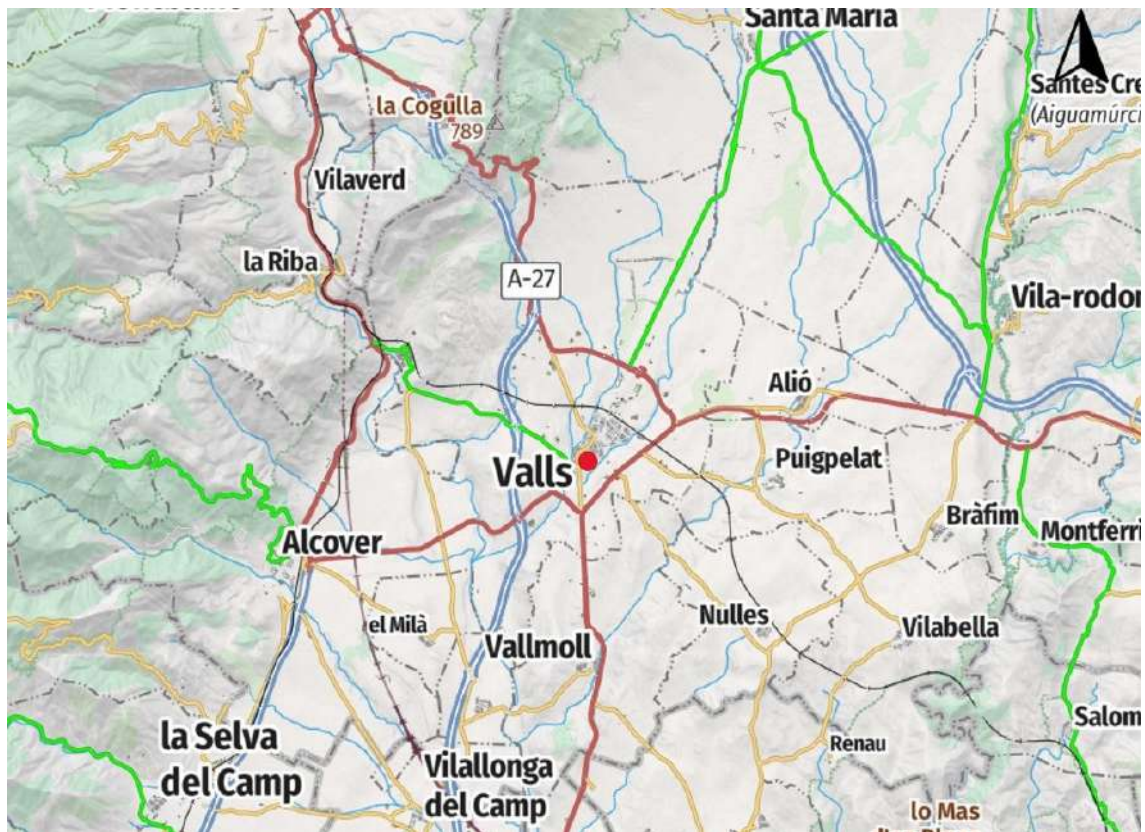 Santa Maria
Santes Cre
(Aiguamúrci
la Cogulla
789
Vilaverd
la Riba
A-27
Vila-rodon
Alió
Valls
Puigpelat
Bràfim
Montferri
Alcover
el Milà
Nulles
Vilabella
Vallmoll
Salom
la Selva
del Camp
Renau
Vilallonga
del Camp
lo Mas